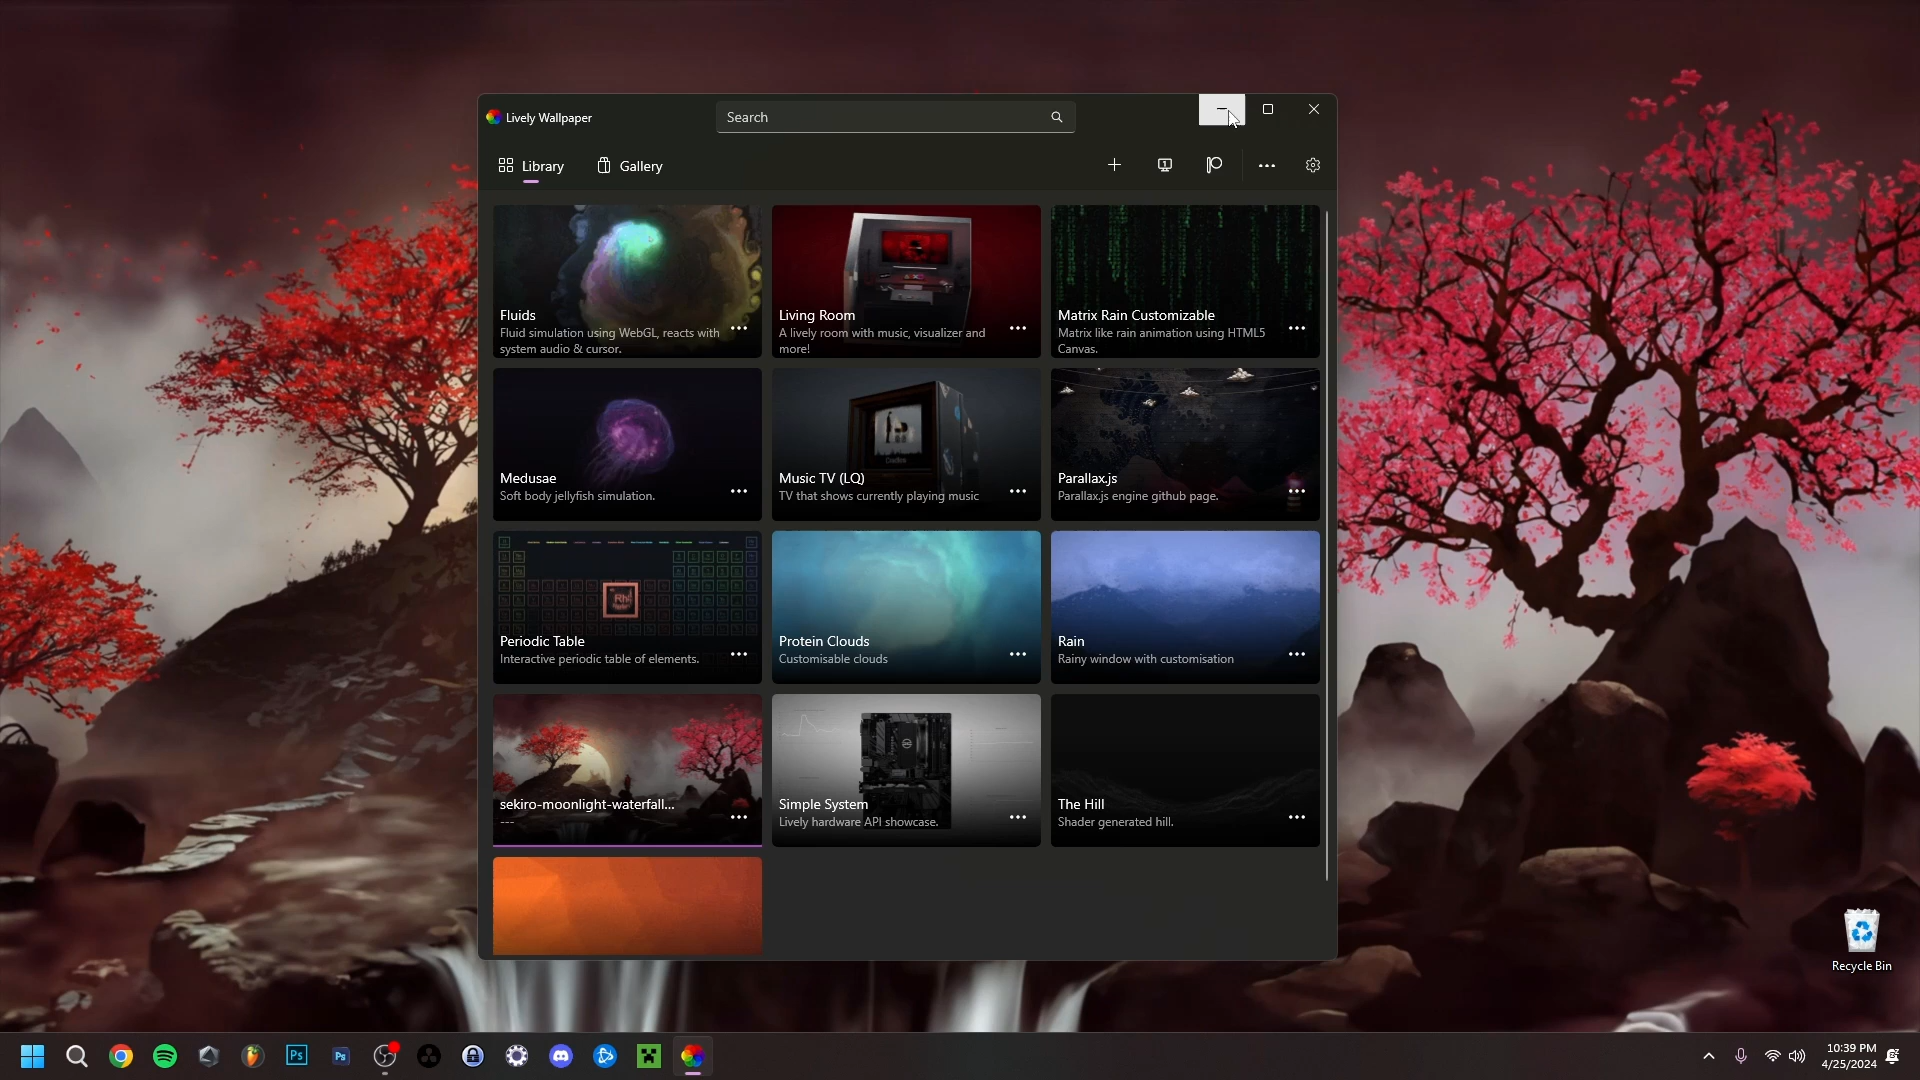 Lively Wallpaper
Search
Library
Gallery
Fluids
Fluid simulation using WebGL, reacts with
system audio & cursor.
Living Room
A lively room with music, visualizer and
more!
Matrix Rain Customizable
Matrix like rain animation using HTML5
Canvas.
Medusae
Soft body jellyfish simulation.
Music TV (LQ)
TV that shows currently playing music
Parallax.js
Parallax.js engine github page.
Rh
Periodic Table
Interactive periodic table of elements.
Protein Clouds
Customisable clouds
Rain
Rainy window with customisation
sekiro-moonlight-waterfall...
---
Simple System
Lively hardware API showcase.
The Hill
Shader generated hill.
Recycle Bin
Ps
Ps
10:39 PM
4/25/2024